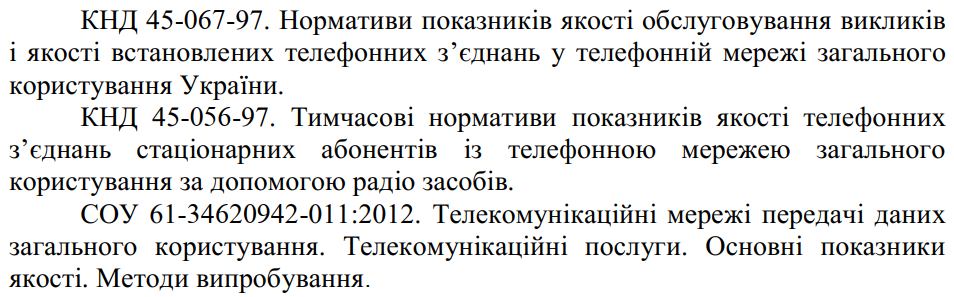 КНД 45-067-97. Нормативи показників якості обслуговування викликів
і якості встановлених телефонних з’єднань у телефонній мережі загального
користування України.
КНД 45-056-97. Тимчасові нормативи показників якості телефонних
з’єднань стаціонарних абонентів із телефонною мережею загального
користування за допомогою радіо засобів.
СОУ 61-34620942-011:2012. Телекомунікаційні мережі передачі даних
загального користування. Телекомунікаційні послуги. Основні показники
якості. Методи випробування.